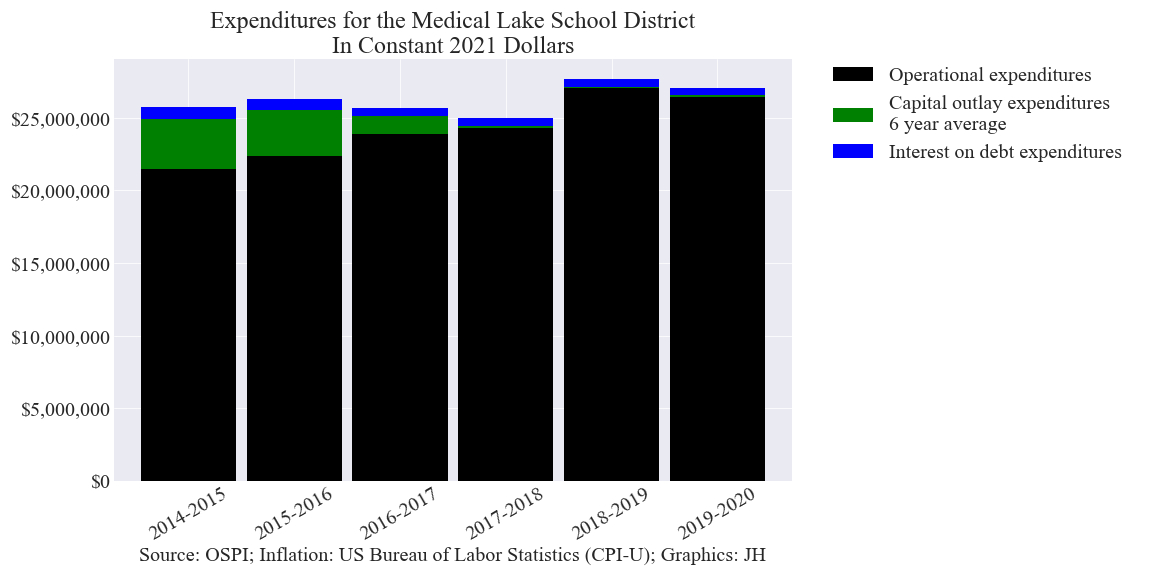 Expenditures for the Medical Lake School District
In Constant 2021 Dollars
Operational expenditures
Capital outlay expenditures
6 year average
Interest on debt expenditures
$25,000,000
$20,000,000
$15,000,000
$10,000,000
$5,000,000
$0
2014-2015
2015-2016
2016-2017
2017-2018
2018-2019
2019-2020
Source: OSPI; Inflation: US Bureau of Labor Statistics (CPI-U); Graphics: JH